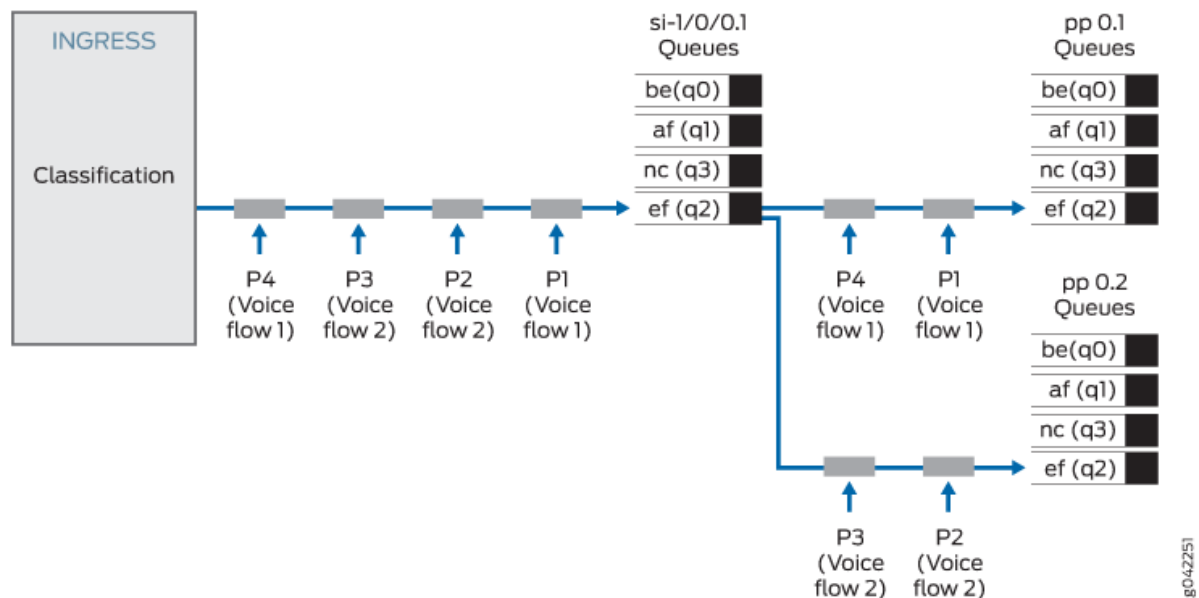 INGRESS
Classification
P4
(Voice
flow 1)
P3
(Voice
flow 2)
P2
(Voice
flow 2)
P1
(Voice
flow 1)
si-1/0/0.1
Queues
be(q0)
af (q1)
nc (q3)
ef (q2)
P4
(Voice
flow 1)
P1
(Voice
flow 1)
pp 0.1
Queues
be(q0)
af (q1)
nc (q3)
ef (q2)
P3
(Voice
flow 2)
P2
(Voice
flow 2)
pp 0.2
Queues
be(q0)
af (q1)
nc (q3)
ef (q2)
g042251